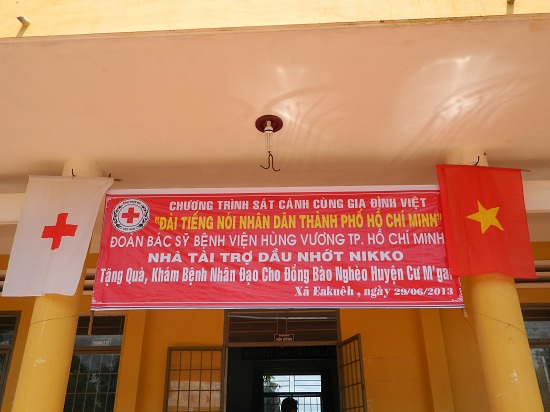 CHƯƠNG TRÌNH SÁT CÁNH CÙNG GIA ĐỊNH VIỆT
"ĐÀI TIẾNG NÓI NHÂN DÂN THÀNH PHỐ HỒ CHÍ MINH"
ĐOÀN BÁC SỸ BỆNH VIỆN HÙNG VƯƠNG TP. HỒ CHÍ MINH
NHÀ TÀI TRỢ DẦU NHỚT NIKKO
Tặng Quà, Khám Bệnh Nhân Đạo Cho Đồng Bào Nghèo Huyện Cư M'ga
Xã Eakuêh , ngày 29/06/2013